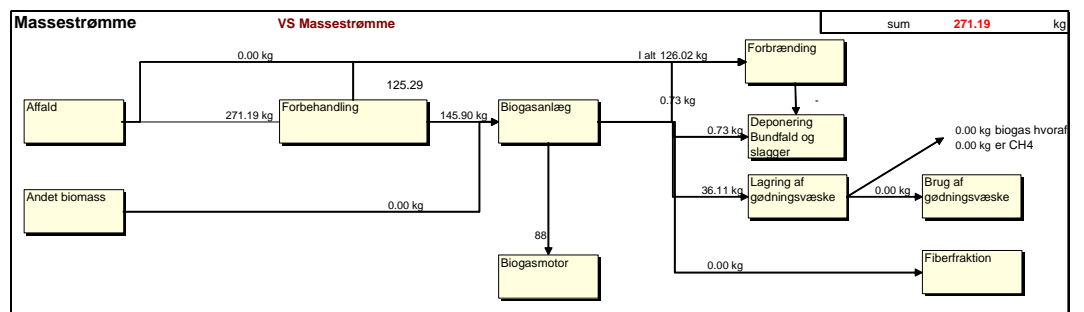 Massestrømme
VS Massestrømme
sum 271.19 kg
0.00 kg
I alt 126.02 kg
Forbrænding
125.29
0.73 kg
-
Affald
271.19 kg
Forbehandling
145.90 kg
Biogasanlæg
0.73 kg
Deponering
Bundfald og
slagger
0.00 kg biogas hvoraf
0.00 kg er CH4
Andet biomass
0.00 kg
36.11 kg
Lagring af
gødningsvæske
0.00 kg
Brug af
gødningsvæske
88
Biogasmotor
0.00 kg
Fiberfraktion